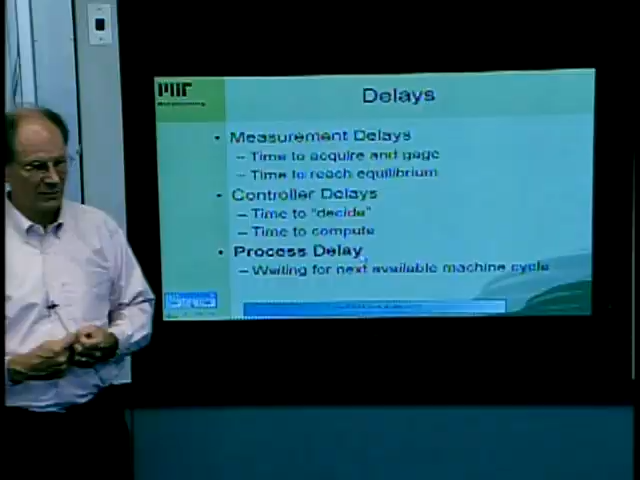 MIT
Delays
• Measurement Delays
– Time to acquire and gage
– Time to reach equilibrium
• Controller Delays
– Time to "decide"
– Time to compute
• Process Delay
– Waiting for next available machine cycle